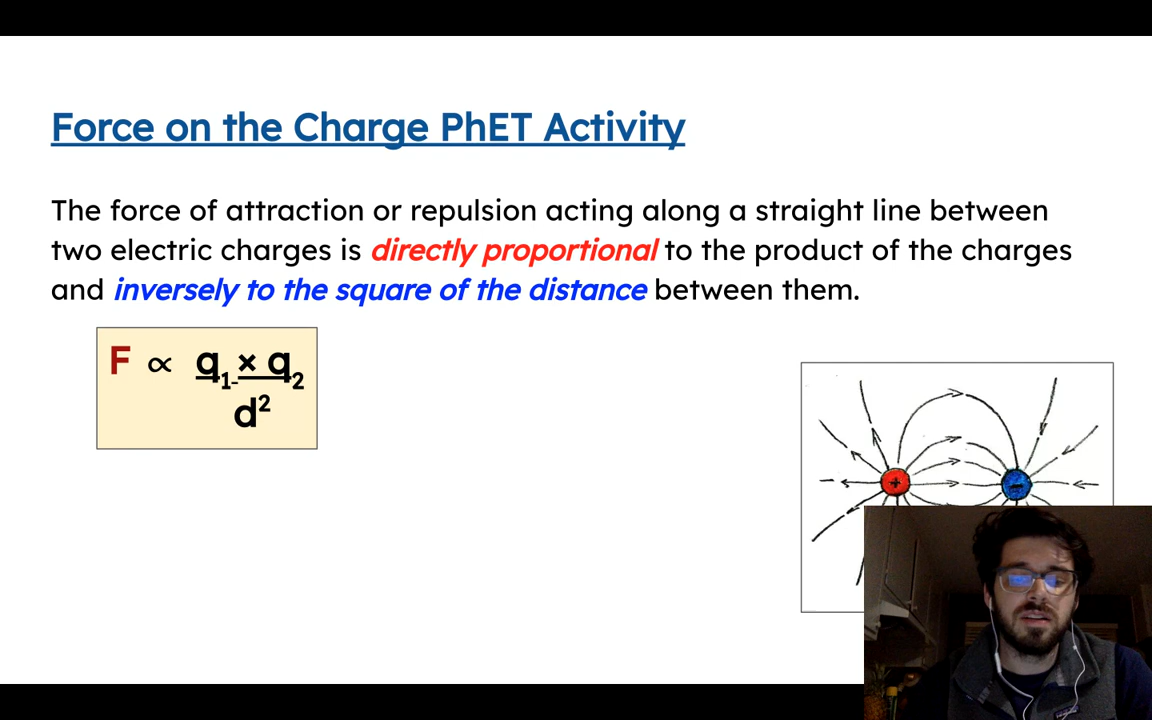 Force on the Charge PhET Activity
The force of attraction or repulsion acting along a straight line between
two electric charges is directly proportional to the product of the charges
and inversely to the square of the distance between them.
F ∝ q₁ × q₂
d²
+ -